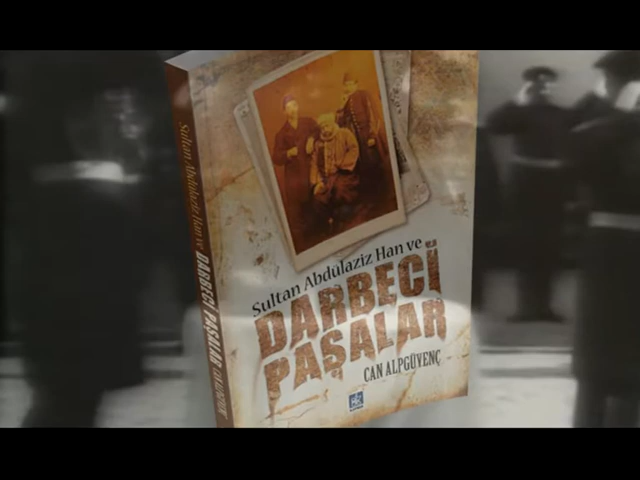 Sultan Abdülaziz Han ve
DARBECİ
PAŞALAR
CAN ALPGÜVENÇ
Sultan Abdülaziz Han ve DARBECİ PAŞALAR